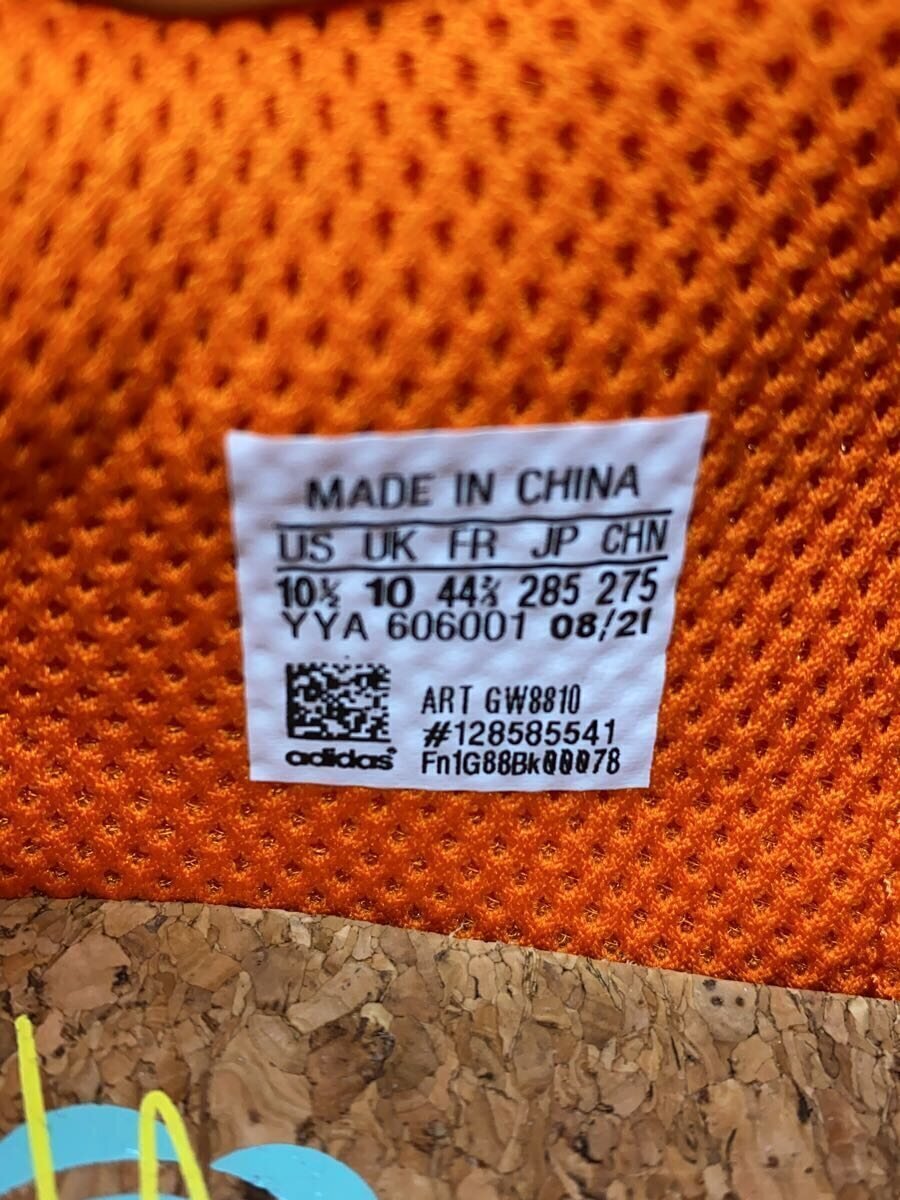 MADE IN CHINA
US UK FR JP CHN
10½ 10 44⅔ 285 275
YYA 606001 08/21
ART GW8810
#128585541
adidas Fn1G88Bk00078